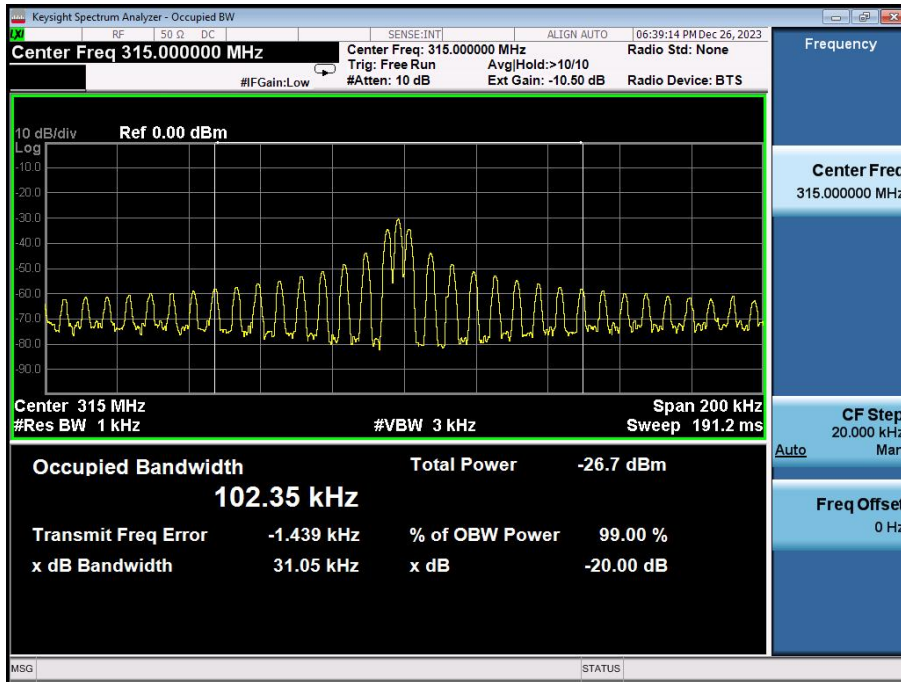 Keysight Spectrum Analyzer - Occupied BW
LXI RF 50 Ω DC SENSE:INT ALIGN AUTO 06:39:14 PM Dec 26, 2023
Center Freq 315.000000 MHz
Center Freq: 315.000000 MHz Radio Std: None
Trig: Free Run Avg|Hold:>10/10
#IFGain:Low #Atten: 10 dB Ext Gain: -10.50 dB Radio Device: BTS
10 dB/div Ref 0.00 dBm
Log
-10.0
-20.0
-30.0
-40.0
-50.0
-60.0
-70.0
-80.0
-90.0
Center 315 MHz Span 200 kHz
#Res BW 1 kHz #VBW 3 kHz Sweep 191.2 ms
Occupied Bandwidth Total Power -26.7 dBm
102.35 kHz
Transmit Freq Error -1.439 kHz % of OBW Power 99.00 %
x dB Bandwidth 31.05 kHz x dB -20.00 dB
MSG STATUS
Frequency
Center Freq
315.000000 MHz
CF Step
20.000 kHz
Auto Man
Freq Offset
0 Hz